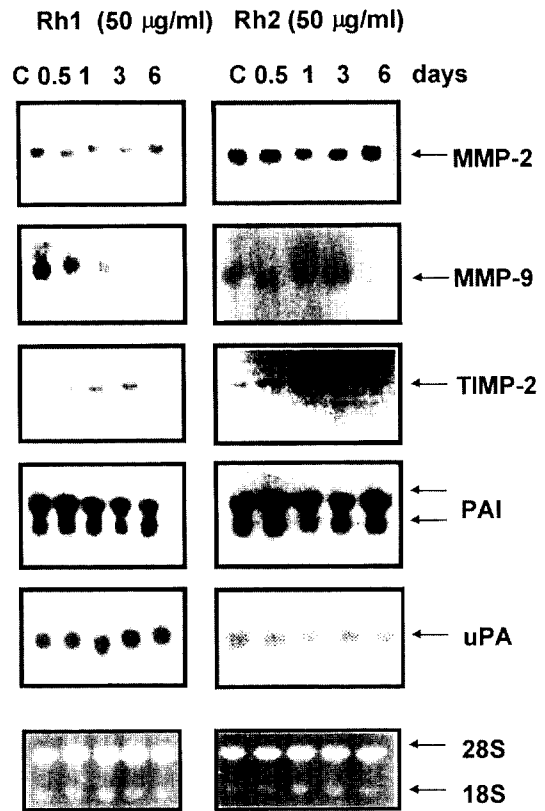 Rh1 (50 μg/ml) Rh2 (50 μg/ml)
C 0.5 1 3 6 C 0.5 1 3 6 days
MMP-2
MMP-9
TIMP-2
PAI
uPA
28S
18S